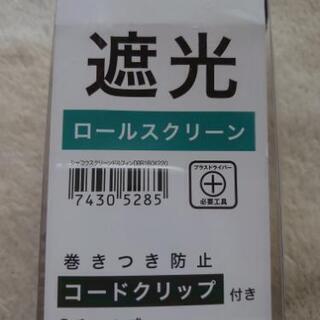 遮光
ロールスクリーン
プラスドライバー
必要工具
7430 5285
巻きつき防止
コードクリップ 付き